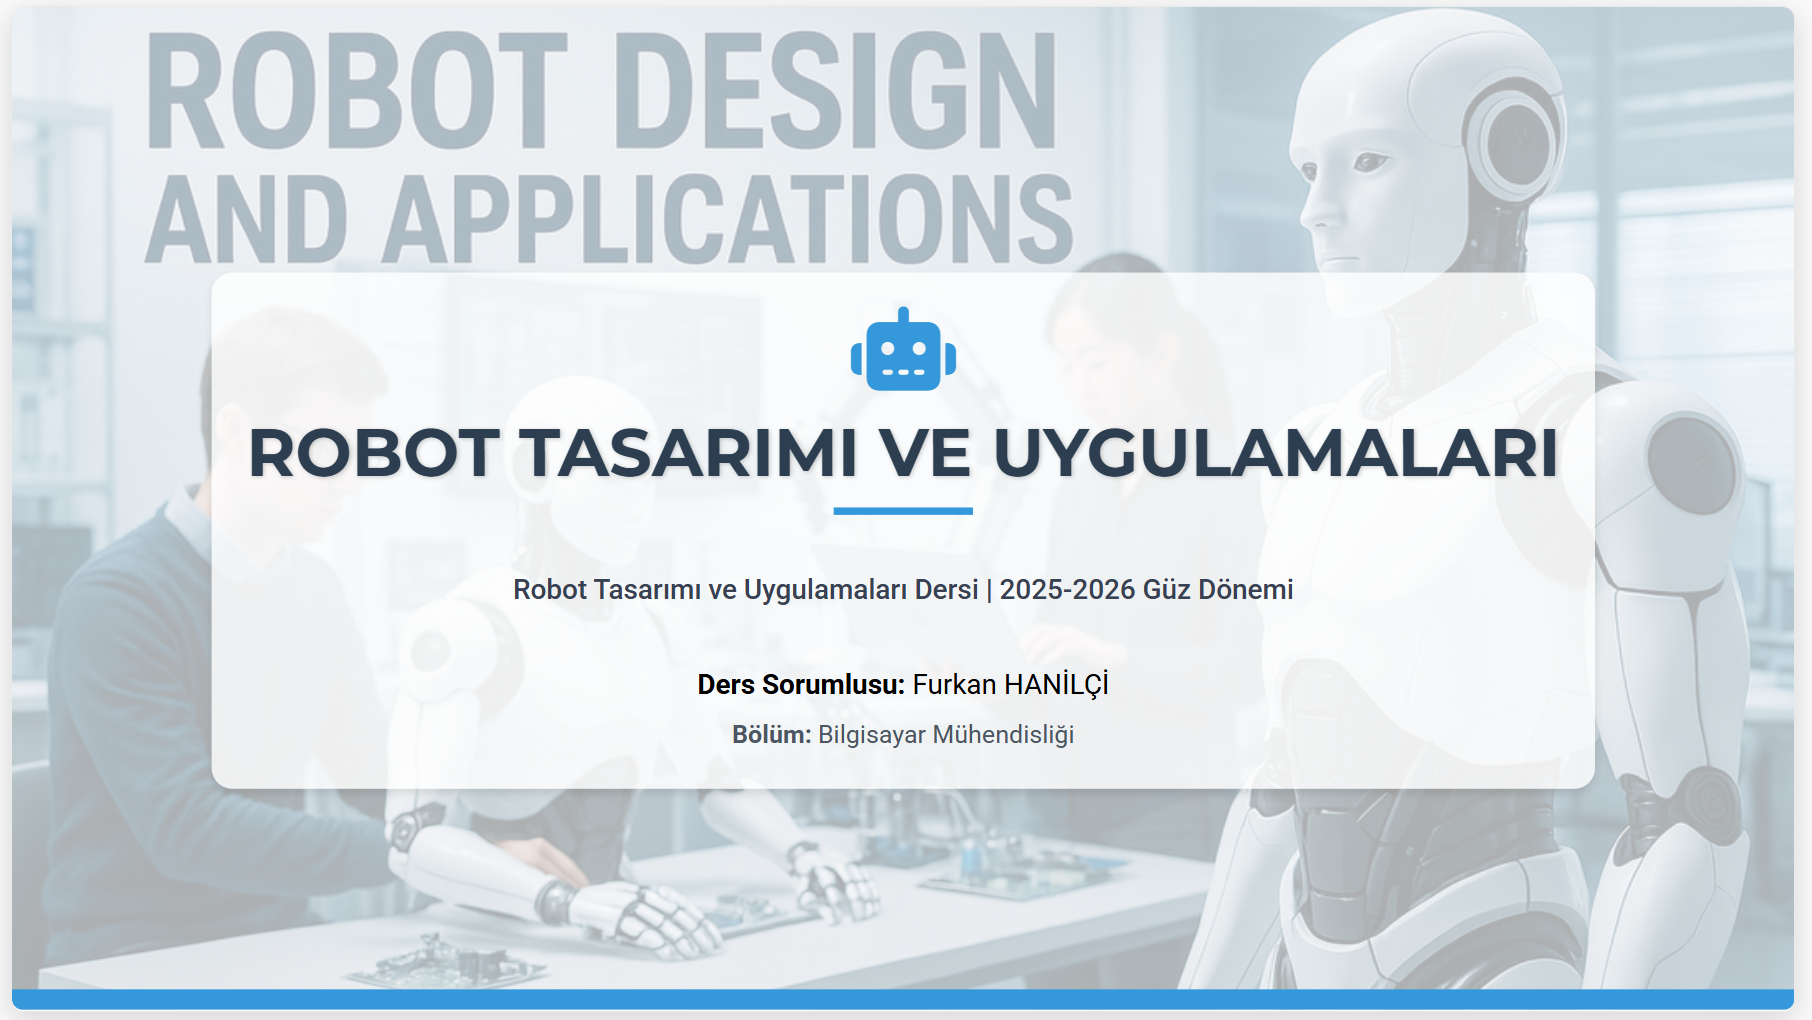 ROBOT DESIGN
AND APPLICATIONS
ROBOT TASARIMI VE UYGULAMALARI
Robot Tasarımı ve Uygulamaları Dersi | 2025-2026 Güz Dönemi
Ders Sorumlusu: Furkan HANİLÇİ
Bölüm: Bilgisayar Mühendisliği